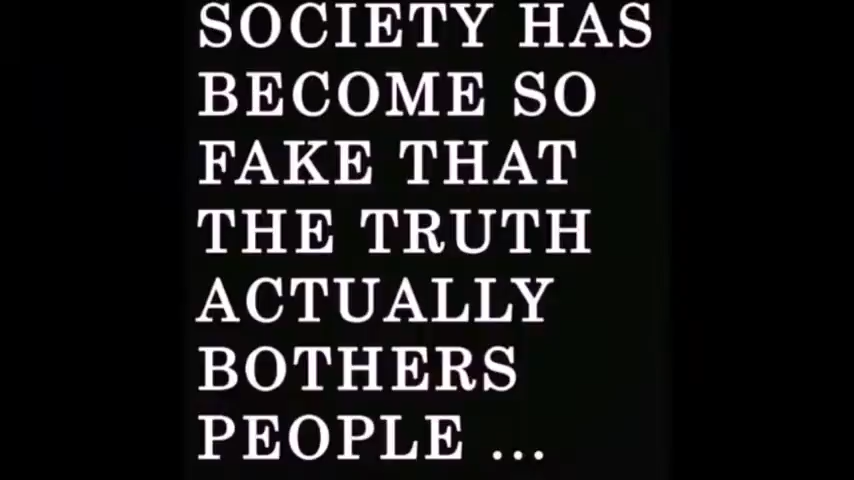 SOCIETY HAS
BECOME SO
FAKE THAT
THE TRUTH
ACTUALLY
BOTHERS
PEOPLE ...